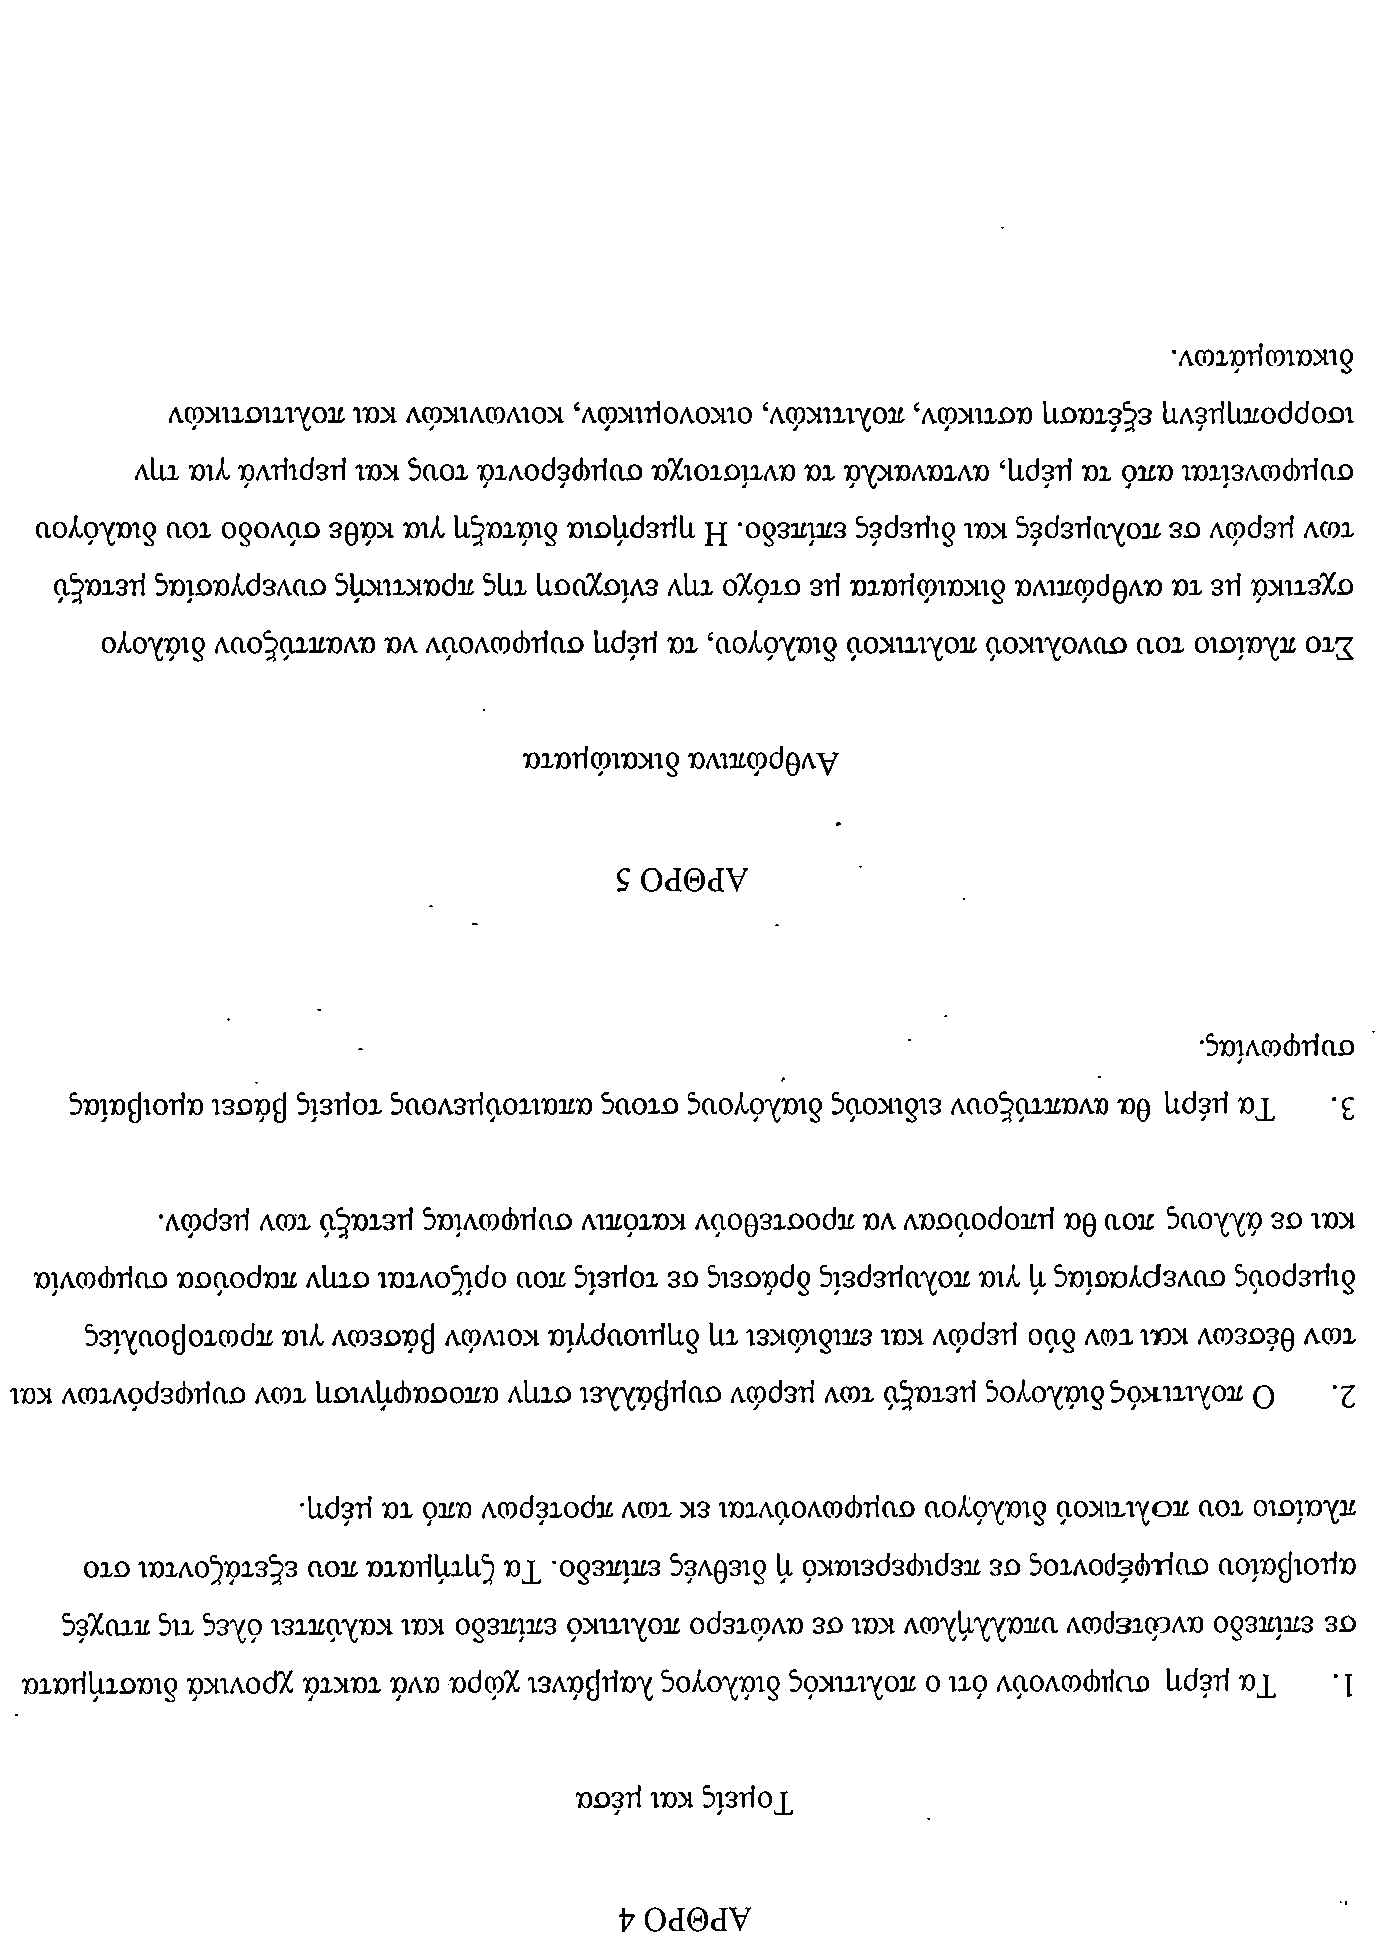 ΑΡΘΡΟ 4
Τομείς και μέσα
1. Τα μέρη συμφωνούν ότι ο πολιτικός διάλογος λαμβάνει χώρα ανά τακτά χρονικά διαστήματα
σε επίπεδο ανώτερων υπαλλήλων και σε ανώτερο πολιτικό επίπεδο και καλύπτει όλες τις πτυχές
αμοιβαίου συμφέροντος σε περιφερειακό ή διεθνές επίπεδο. Τα ζητήματα που εξετάζονται στο
πλαίσιο του πολιτικού διαλόγου συμφωνούνται εκ των προτέρων από τα μέρη.
2. Ο πολιτικός διάλογος μεταξύ των μερών συμβάλλει στην αποσαφήνιση των συμφερόντων και
των θέσεων και των δύο μερών και επιδιώκει τη δημιουργία κοινών βάσεων για πρωτοβουλίες
διμερούς συνεργασίας ή για πολυμερείς δράσεις σε τομείς που ορίζονται στην παρούσα συμφωνία
και σε άλλους που θα μπορούσαν να προστεθούν κατόπιν συμφωνίας μεταξύ των μερών.
3. Τα μέρη θα αναπτύξουν ειδικούς διαλόγους στους απαιτούμενους τομείς βάσει αμοιβαίας
συμφωνίας.
ΑΡΘΡΟ 5
Ανθρώπινα δικαιώματα
Στο πλαίσιο του συνολικού πολιτικού διαλόγου, τα μέρη συμφωνούν να αναπτύξουν διάλογο
σχετικά με τα ανθρώπινα δικαιώματα με στόχο την ενίσχυση της πρακτικής συνεργασίας μεταξύ
των μερών σε πολυμερές και διμερές επίπεδο. Η ημερήσια διάταξη για κάθε σύνοδο του διαλόγου
συμφωνείται από τα μέρη, αντανακλά τα αντίστοιχα συμφέροντά τους και μεριμνά για την
ισορροπημένη εξέταση αστικών, πολιτικών, οικονομικών, κοινωνικών και πολιτιστικών
δικαιωμάτων.